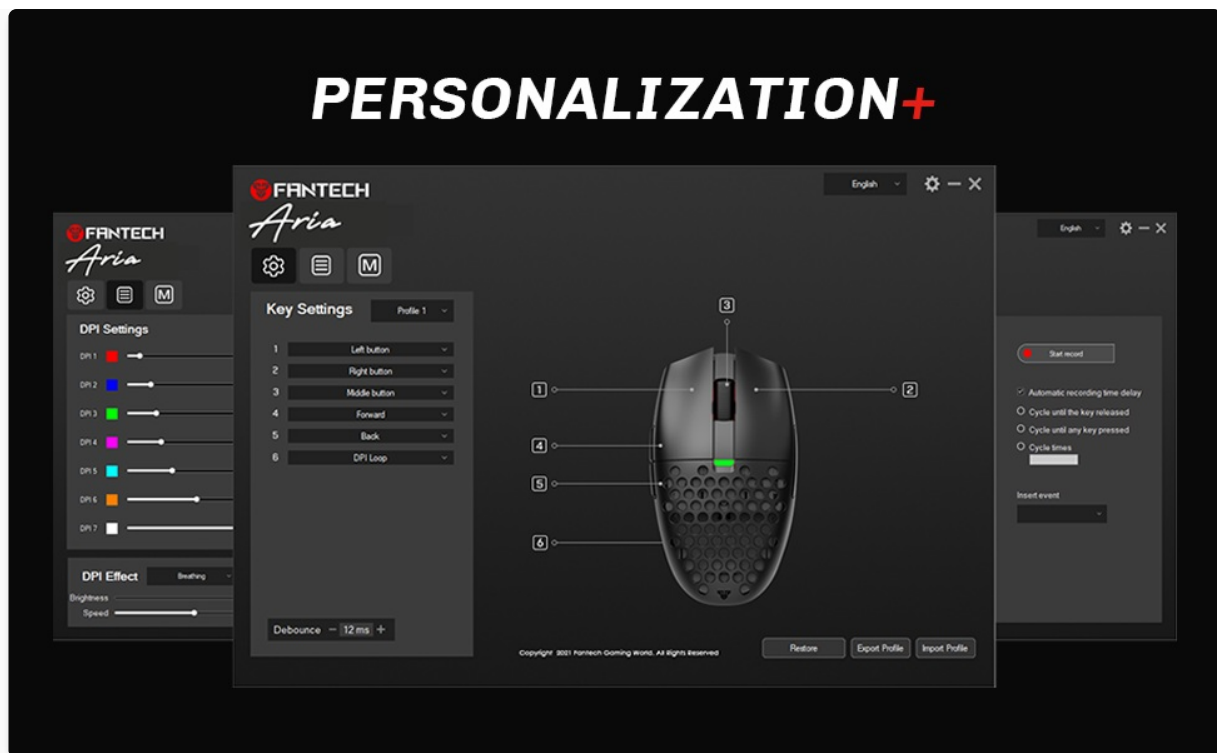 PERSONALIZATION+
FANTECH
Aria
DPI Settings
DPI 1
DPI 2
DPI 3
DPI 4
DPI 5
DPI 6
DPI 7
DPI Effect
Breathing
Brightness
Speed
FANTECH
Aria
English
M
Key Settings
Profile 1
1 Left button
2 Right button
3 Middle button
4 Forward
5 Back
6 DPI Loop
Debounce − 12 ms +
3
1
2
4
5
6
Copyright 2021 Fantech Gaming World. All Rights Reserved
Restore
Export Profile
Import Profile
M
English
Start record
Automatic recording time delay
Cycle until the key released
Cycle until any key pressed
Cycle times
Insert event